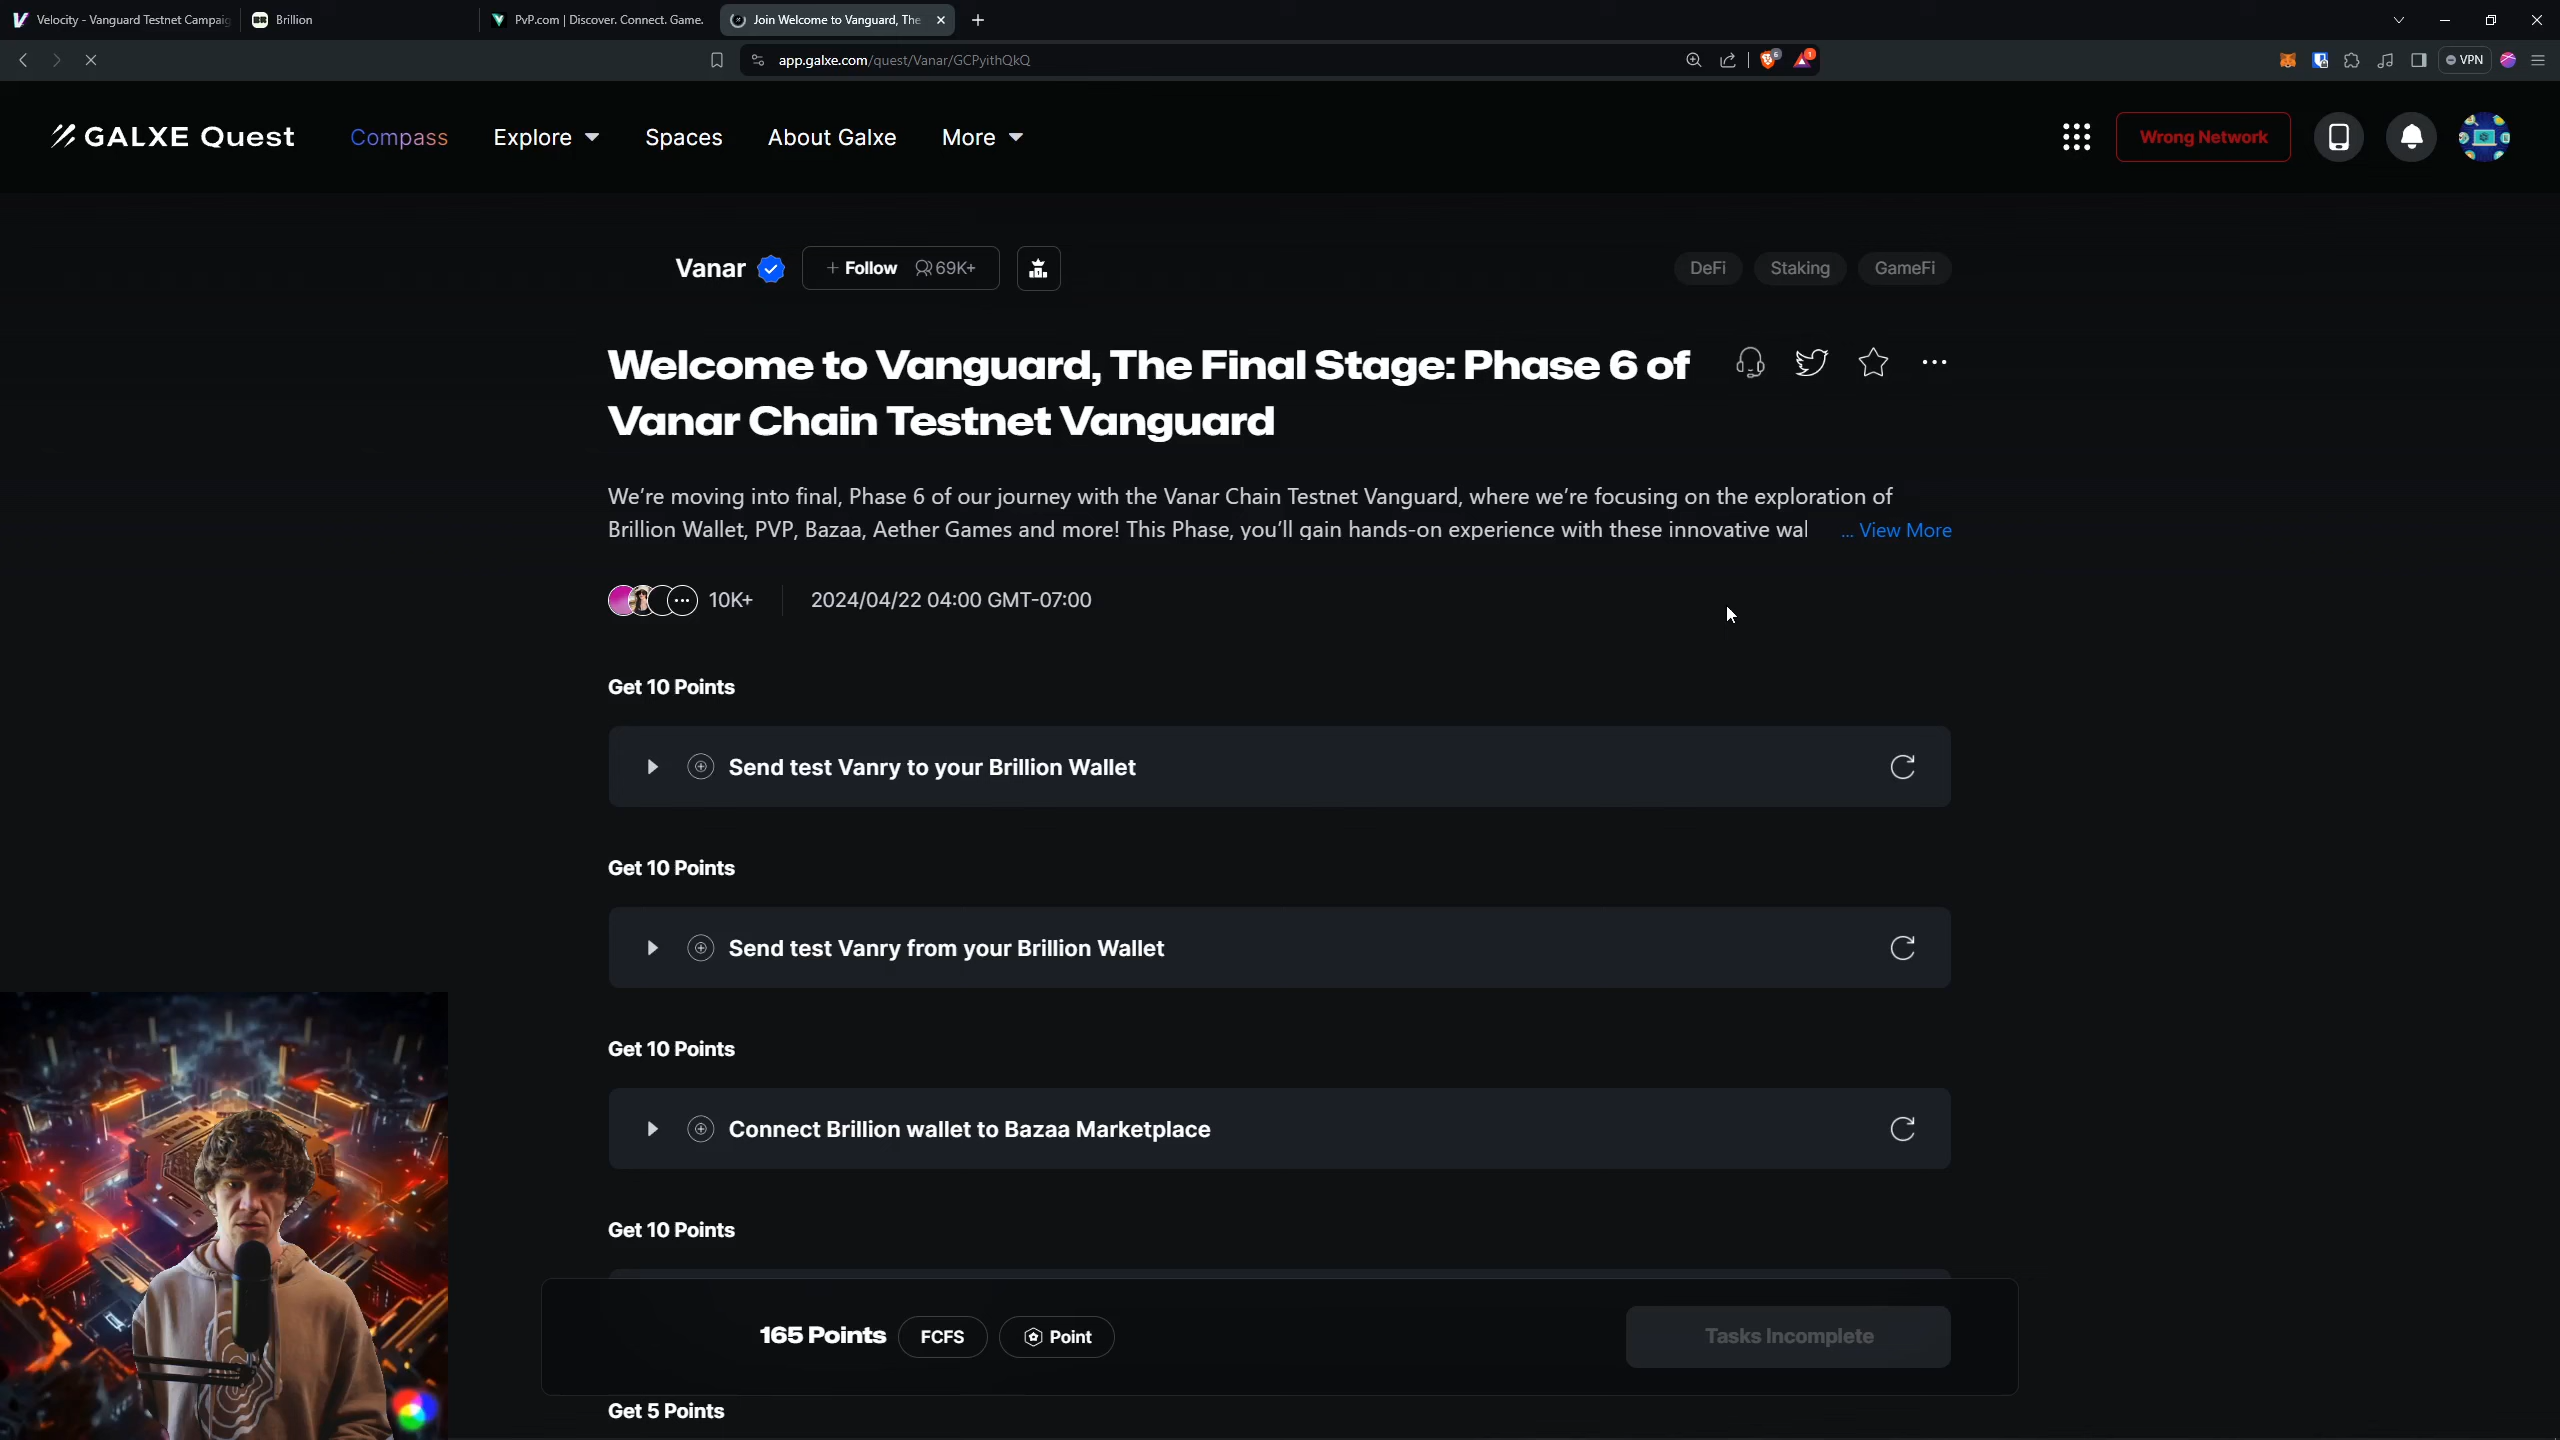 Velocity - Vanguard Testnet Campaig
Brillion
PvP.com | Discover. Connect. Game.
Join Welcome to Vanguard, The
app.galxe.com/quest/Vanar/GCPyithQkQ
5
1
VPN
GALXE Quest
Compass
Explore
Spaces
About Galxe
More
Wrong Network
Vanar
+ Follow 69K+
DeFi
Staking
GameFi
Welcome to Vanguard, The Final Stage: Phase 6 of
Vanar Chain Testnet Vanguard
We're moving into final, Phase 6 of our journey with the Vanar Chain Testnet Vanguard, where we're focusing on the exploration of
Brillion Wallet, PVP, Bazaa, Aether Games and more! This Phase, you'll gain hands-on experience with these innovative wal ... View More
10K+
2024/04/22 04:00 GMT-07:00
Get 10 Points
Send test Vanry to your Brillion Wallet
Get 10 Points
Send test Vanry from your Brillion Wallet
Get 10 Points
Connect Brillion wallet to Bazaa Marketplace
Get 10 Points
165 Points
FCFS
Point
Tasks Incomplete
Get 5 Points